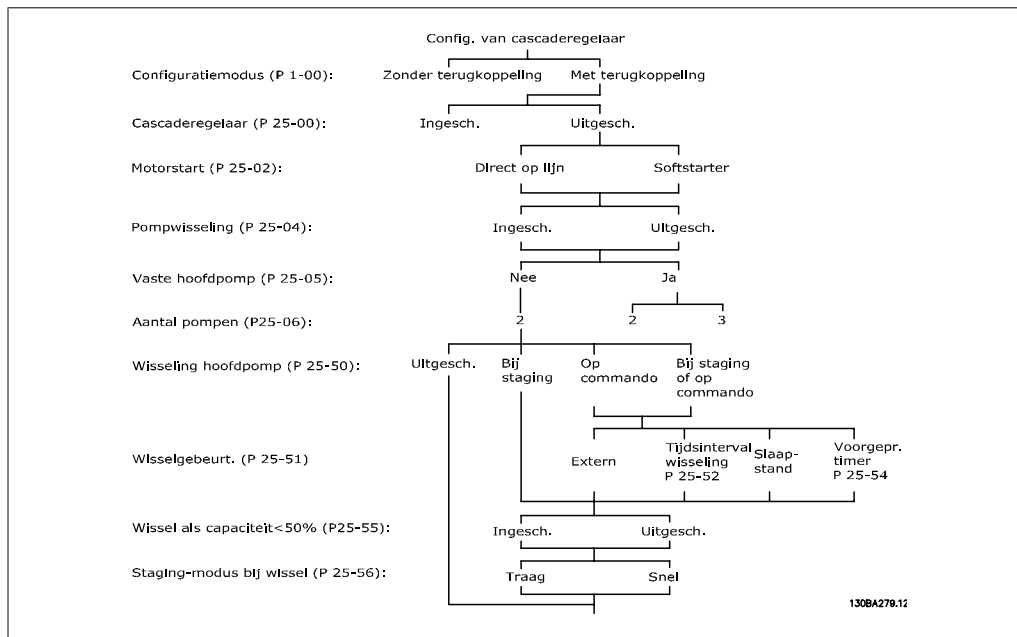 Config. van cascaderegelaar
Configuratiemodus (P 1-00): Zonder terugkoppeling Met terugkoppeling
Cascaderegelaar (P 25-00): Ingesch. Uitgesch.
Motorstart (P 25-02): Direct op lijn Softstarter
Pompwisseling (P 25-04): Ingesch. Uitgesch.
Vaste hoofdpomp (P 25-05): Nee Ja
Aantal pompen (P25-06): 2 2 3
Wisseling hoofdpomp (P 25-50): Uitgesch. Bij staging Op commando Bij staging of op commando
Wisselgebeurt. (P 25-51) Extern Tijdsinterval wisseling P 25-52 Slaap-stand Voorgepr. timer P 25-54
Wissel als capaciteit<50% (P25-55): Ingesch. Uitgesch.
Staging-modus bij wissel (P 25-56): Traag Snel
130BA279.12